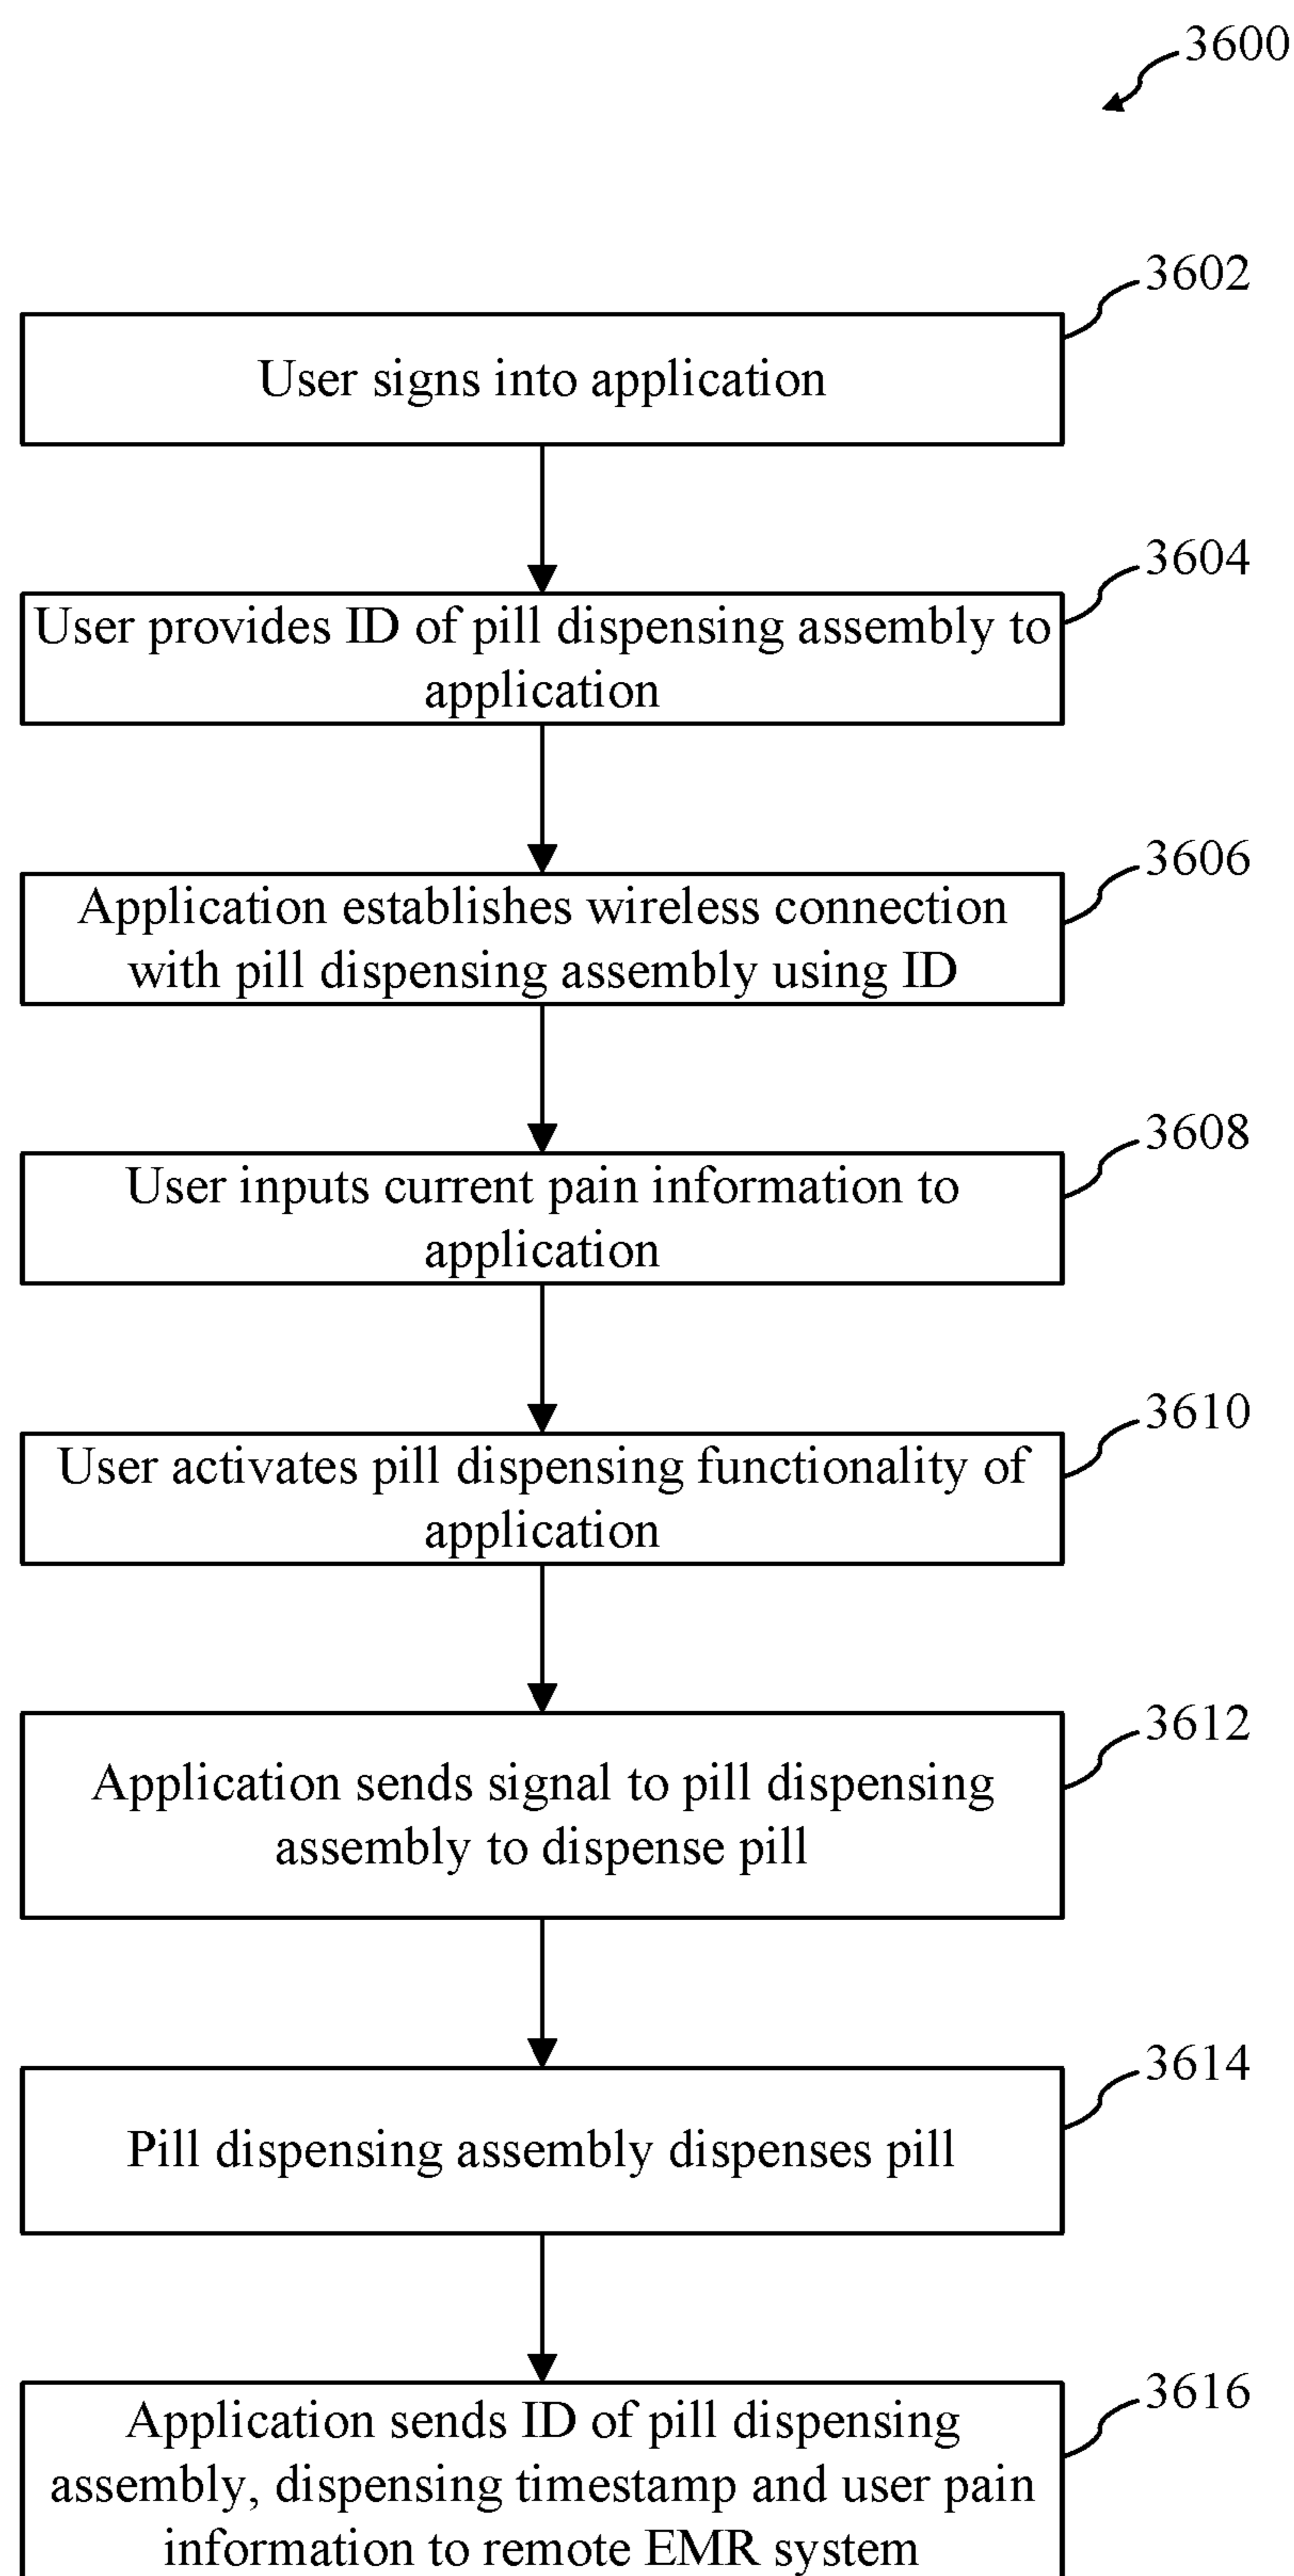 3600
3602
User signs into application
3604
User provides ID of pill dispensing assembly to
application
3606
Application establishes wireless connection
with pill dispensing assembly using ID
3608
User inputs current pain information to
application
3610
User activates pill dispensing functionality of
application
3612
Application sends signal to pill dispensing
assembly to dispense pill
3614
Pill dispensing assembly dispenses pill
3616
Application sends ID of pill dispensing
assembly, dispensing timestamp and user pain
information to remote EMR system